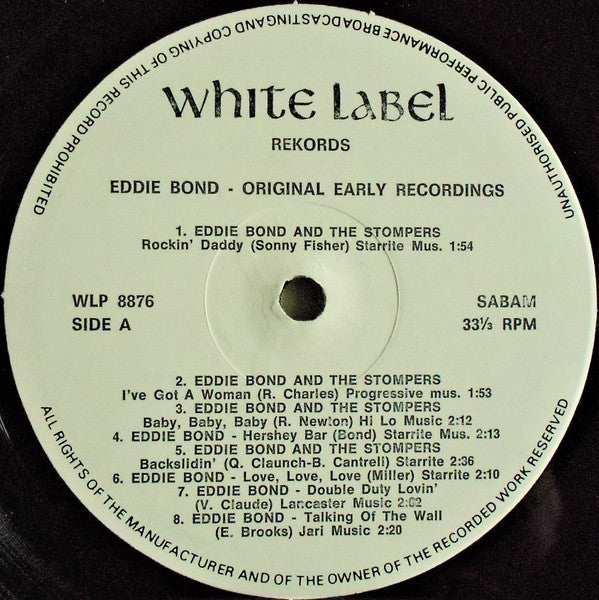 UNAUTHORISED PUBLIC PERFORMANCE BROADCASTING AND COPYING OF THIS RECORD PROHIBITED
White Label
REKORDS
EDDIE BOND - ORIGINAL EARLY RECORDINGS
1. EDDIE BOND AND THE STOMPERS
Rockin' Daddy (Sonny Fisher) Starrite Mus. 1:54
WLP 8876
SABAM
SIDE A
33⅓ RPM
2. EDDIE BOND AND THE STOMPERS
I've Got A Woman (R. Charles) Progressive mus. 1:53
3. EDDIE BOND AND THE STOMPERS
Baby, Baby, Baby (R. Newton) Hi Lo Music 2:12
4. EDDIE BOND - Hershey Bar (Bond) Starrite Mus. 2:13
5. EDDIE BOND AND THE STOMPERS
Backslidin' (Q. Claunch-B. Cantrell) Starrite 2:36
6. EDDIE BOND - Love, Love, Love (Miller) Starrite 2:10
7. EDDIE BOND - Double Duty Lovin'
(V. Claude) Lancaster Music 2:02
8. EDDIE BOND - Talking Of The Wall
(E. Brooks) Jari Music 2:20
ALL RIGHTS OF THE MANUFACTURER AND OF THE OWNER OF THE RECORDED WORK RESERVED